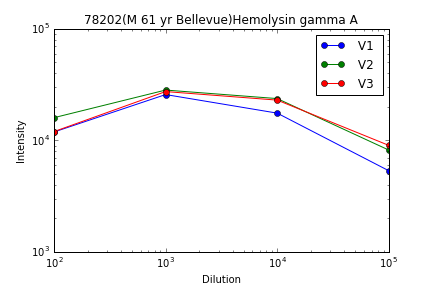 78202(M 61 yr Bellevue)Hemolysin gamma A
10^5
10^4
10^3
Intensity
V1
V2
V3
10^2 10^3 10^4 10^5
Dilution